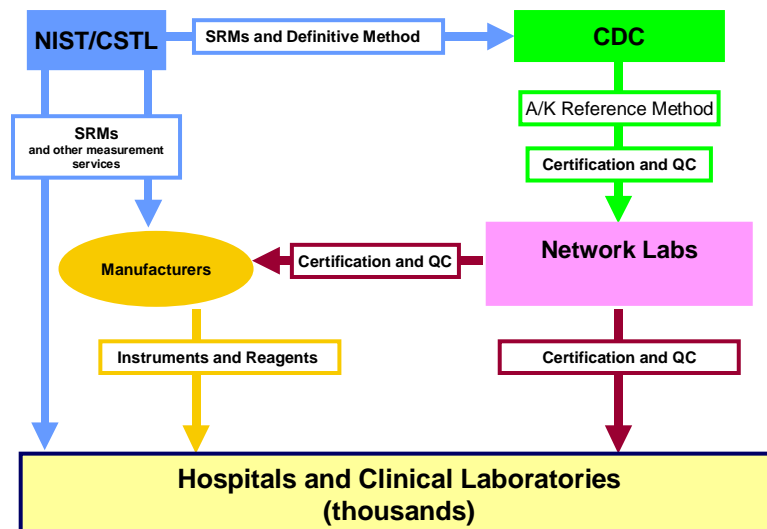 NIST/CSTL
SRMs and Definitive Method
CDC
A/K Reference Method
SRMs
and other measurement
services
Certification and QC
Network Labs
Manufacturers
Certification and QC
Instruments and Reagents
Certification and QC
Hospitals and Clinical Laboratories
(thousands)